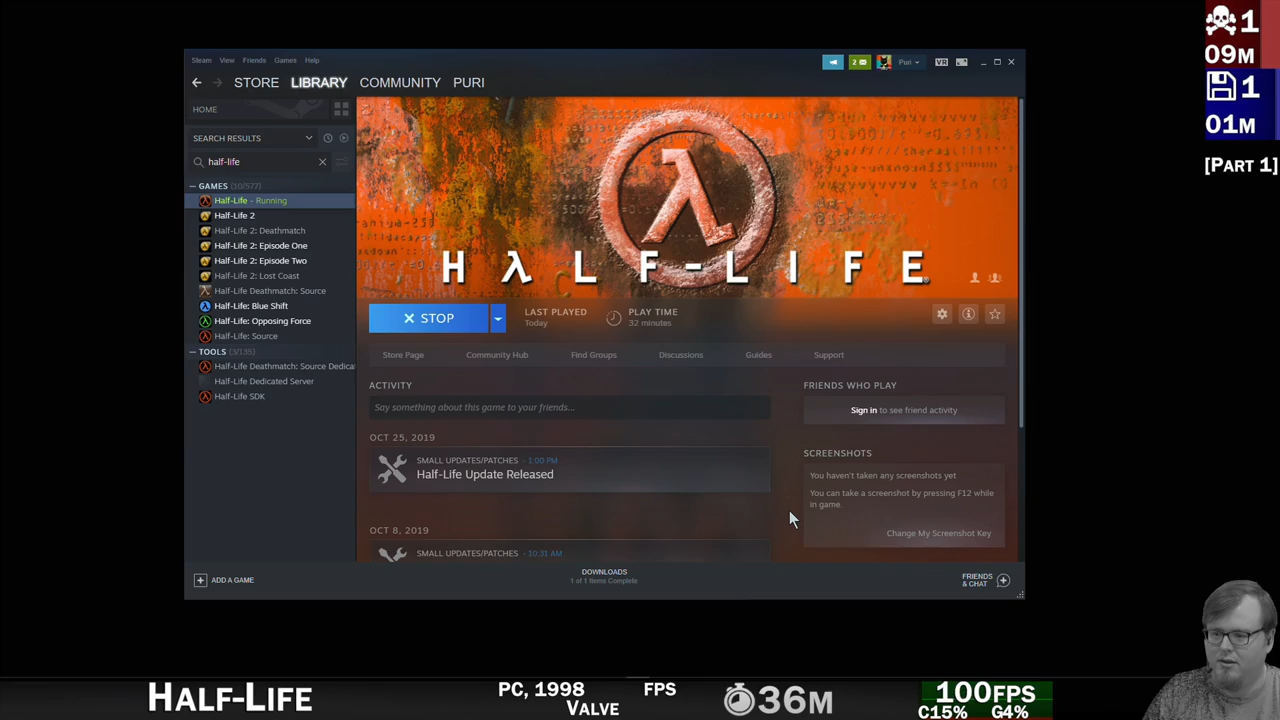 Steam View Friends Games Help
2
Puri
VR
STORE LIBRARY COMMUNITY PURI
HOME
SEARCH RESULTS
half-life
GAMES (10/577)
Half-Life - Running
Half-Life 2
Half-Life 2: Deathmatch
Half-Life 2: Episode One
Half-Life 2: Episode Two
Half-Life 2: Lost Coast
Half-Life Deathmatch: Source
Half-Life: Blue Shift
Half-Life: Opposing Force
Half-Life: Source
TOOLS (3/135)
Half-Life Deathmatch: Source Dedica
Half-Life Dedicated Server
Half-Life SDK
ADD A GAME
HλLF-LIFE
STOP
LAST PLAYED
Today
PLAY TIME
32 minutes
Store Page Community Hub Find Groups Discussions Guides Support
ACTIVITY
Say something about this game to your friends...
OCT 25, 2019
SMALL UPDATES/PATCHES - 1:00 PM
Half-Life Update Released
OCT 8, 2019
SMALL UPDATES/PATCHES - 10:31 AM
FRIENDS WHO PLAY
Sign in to see friend activity
SCREENSHOTS
You haven't taken any screenshots yet
You can take a screenshot by pressing F12 while
in game.
Change My Screenshot Key
DOWNLOADS
1 of 1 Items Complete
FRIENDS
& CHAT
1
09M
1
01M
[PART 1]
HALF-LIFE
PC, 1998
VALVE
FPS
36M
100FPS
C15% G4%